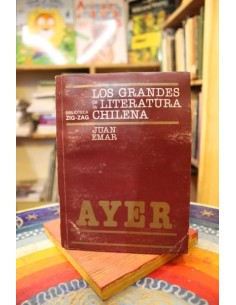 LOS GRANDES
DE LA LITERATURA
CHILENA
BIBLIOTECA
ZIG-ZAG
JUAN
EMAR
AYER